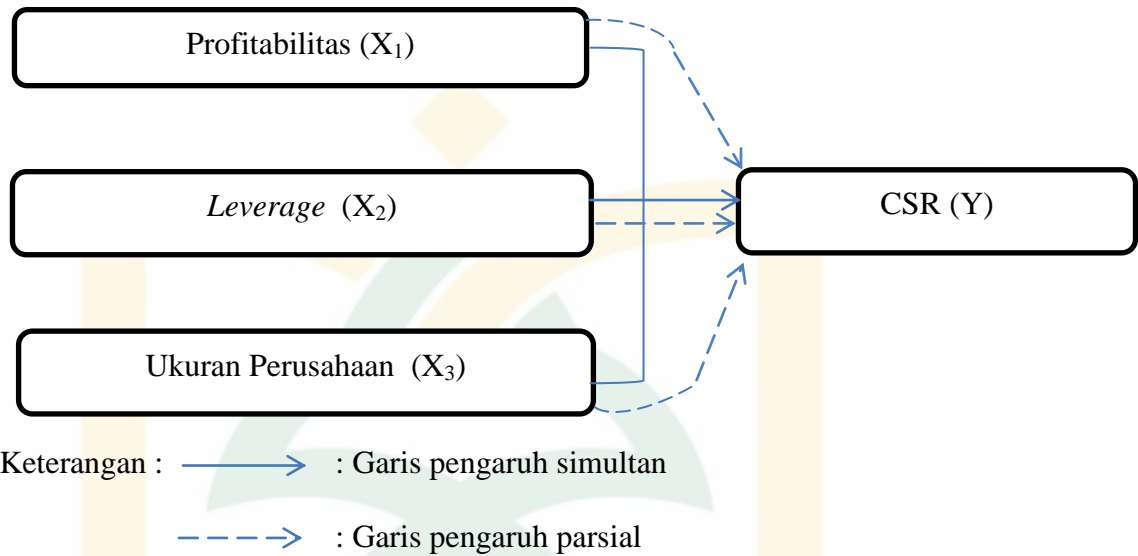 Profitabilitas (X₁)
Leverage (X₂)
CSR (Y)
Ukuran Perusahaan (X₃)
Keterangan : : Garis pengaruh simultan
: Garis pengaruh parsial